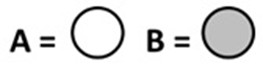 A = B =